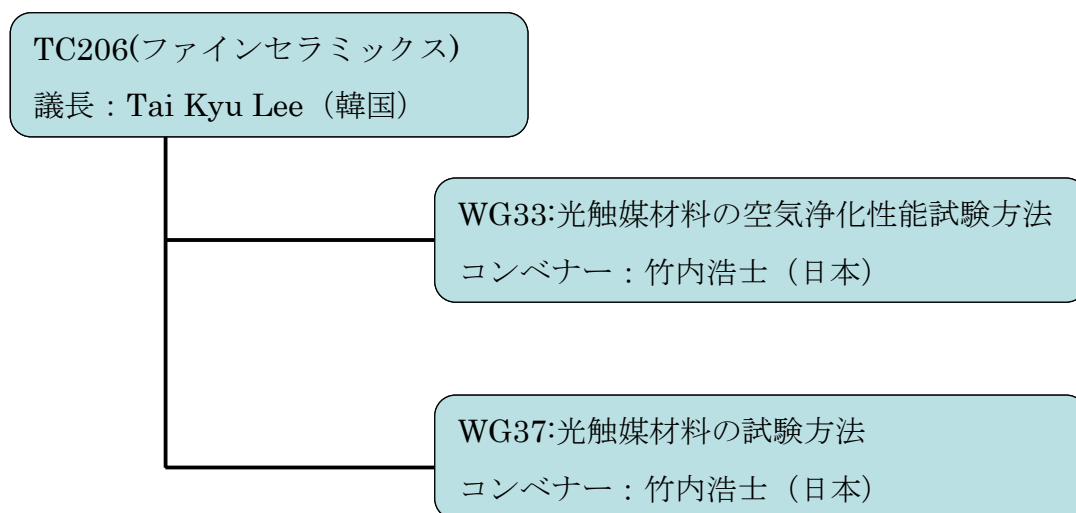 TC206(ファインセラミックス)
議長：Tai Kyu Lee（韓国）
WG33:光触媒材料の空気浄化性能試験方法
コンベナー：竹内浩士（日本）
WG37:光触媒材料の試験方法
コンベナー：竹内浩士（日本）